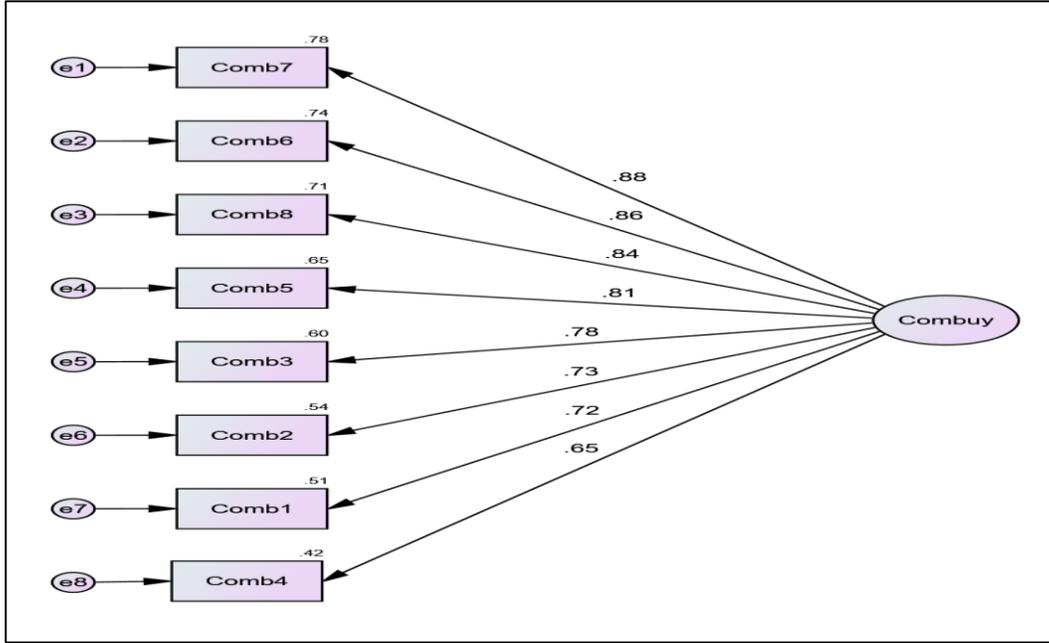 .78
e1 Comb7
.74
e2 Comb6
.88
.71
e3 Comb8
.86
.84
.65
e4 Comb5
.81
Combuy
.60
e5 Comb3
.78
.73
.54
e6 Comb2
.72
.65
.51
e7 Comb1
.42
e8 Comb4